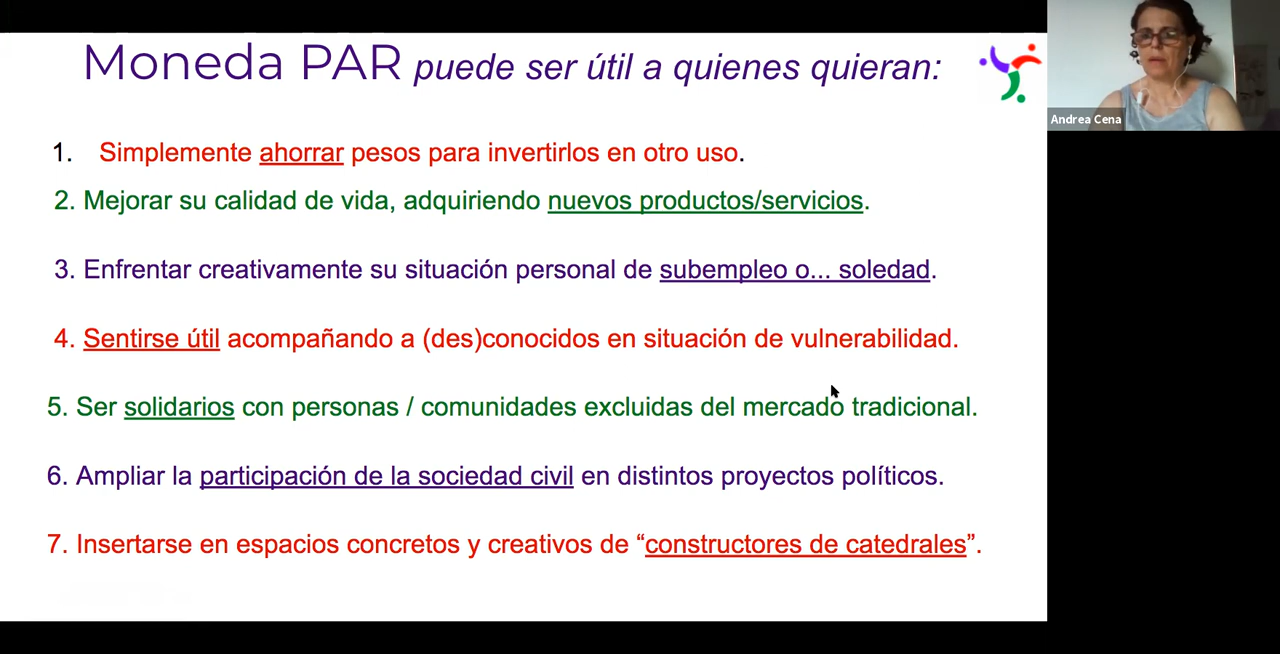 Moneda PAR puede ser útil a quienes quieran:
Andrea Cena
1. Simplemente ahorrar pesos para invertirlos en otro uso.
2. Mejorar su calidad de vida, adquiriendo nuevos productos/servicios.
3. Enfrentar creativamente su situación personal de subempleo o... soledad.
4. Sentirse útil acompañando a (des)conocidos en situación de vulnerabilidad.
5. Ser solidarios con personas / comunidades excluidas del mercado tradicional.
6. Ampliar la participación de la sociedad civil en distintos proyectos políticos.
7. Insertarse en espacios concretos y creativos de “constructores de catedrales”.